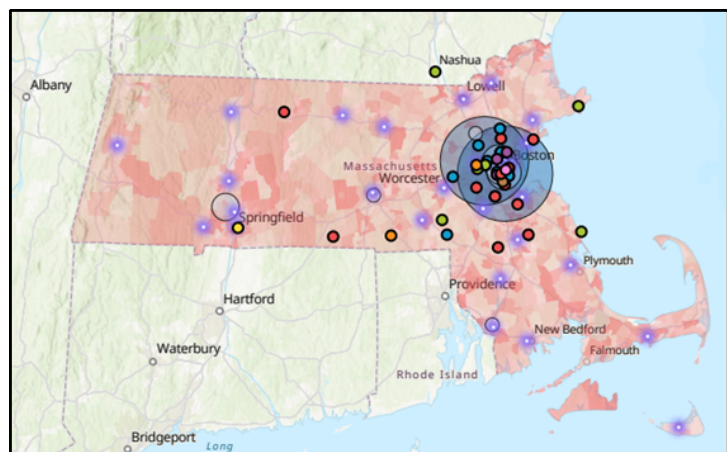 Nashua
Albany
Lowell
Boston
Massachusetts
Worcester
Springfield
Plymouth
Hartford
Providence
New Bedford
Waterbury
Falmouth
Rhode Island
Bridgeport
Long